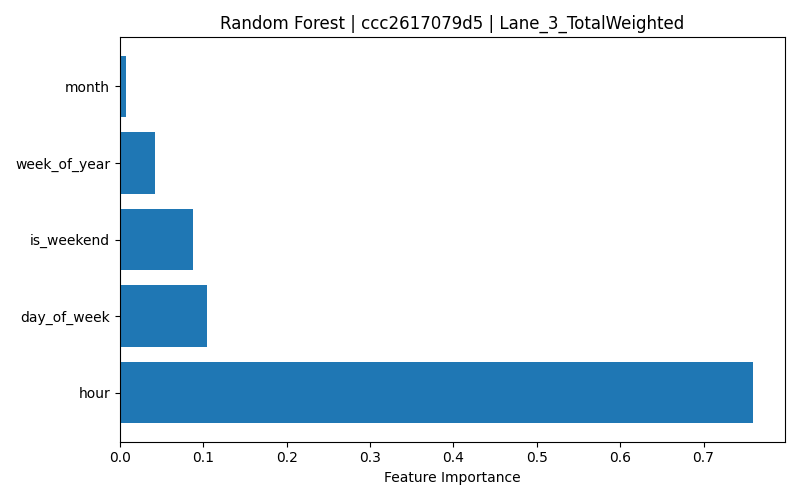 Random Forest | ccc2617079d5 | Lane_3_TotalWeighted
month
week_of_year
is_weekend
day_of_week
hour
0.0 0.1 0.2 0.3 0.4 0.5 0.6 0.7
Feature Importance